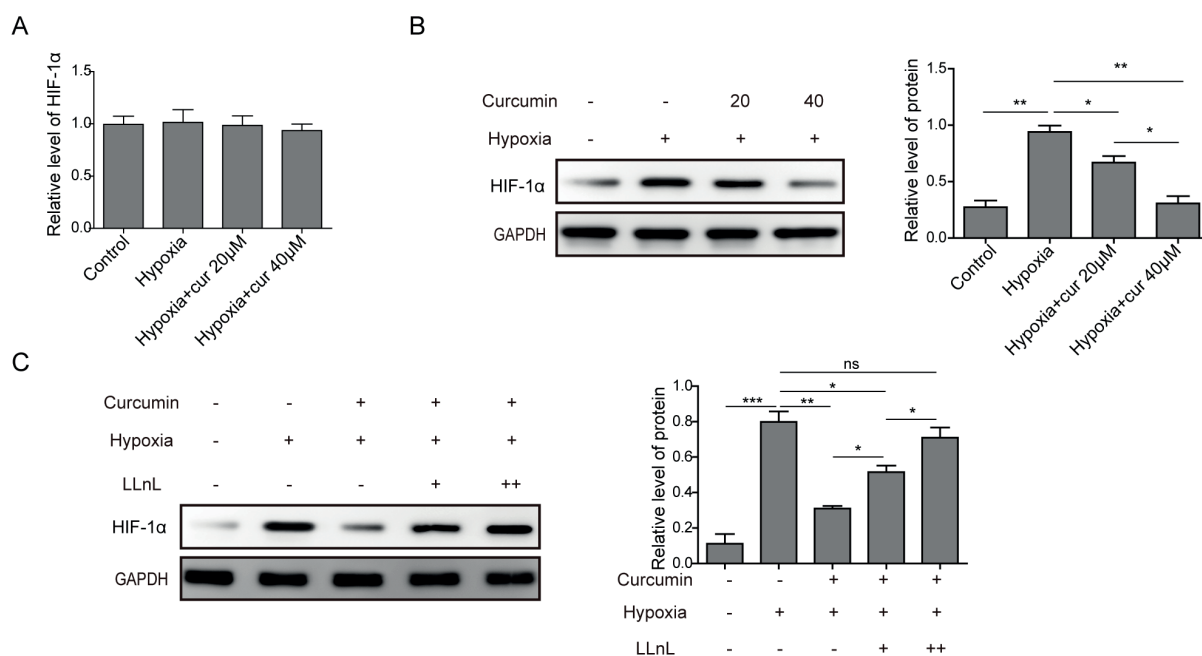 A
Relative level of HIF-1α
1.5
1.0
0.5
0.0
Control
Hypoxia
Hypoxia+cur 20μM
Hypoxia+cur 40μM
B
Curcumin - - 20 40
Hypoxia - + + +
HIF-1α
GAPDH
Relative level of protein
1.5
1.0
0.5
0.0
** * **
*
Control
Hypoxia
Hypoxia+cur 20μM
Hypoxia+cur 40μM
C
Curcumin - - + + +
Hypoxia - + + + +
LLnL - - - + ++
HIF-1α
GAPDH
Relative level of protein
1.0
0.8
0.6
0.4
0.2
0.0
ns
*
*** ** *
*
Curcumin - - + + +
Hypoxia - + + + +
LLnL - - - + ++